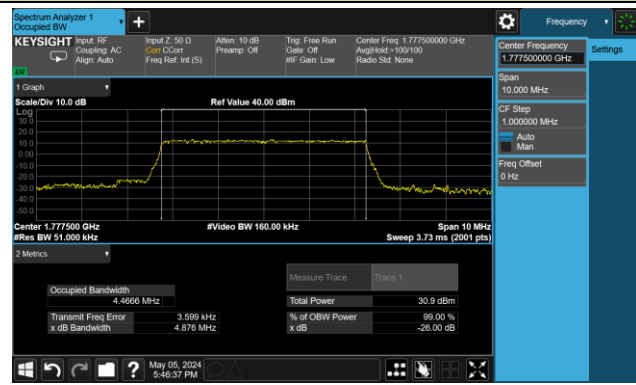 Spectrum Analyzer 1
Occupied BW
Frequency
KEYSIGHT
Input: RF
Coupling: AC
Align: Auto
Input Z: 50 Ω
Corr CCorr
Freq Ref: Int (S)
Atten: 10 dB
Preamp: Off
Trig: Free Run
Gate: Off
#IF Gain: Low
Center Freq: 1.777500000 GHz
Avg|Hold:>100/100
Radio Std: None
Center Frequency
1.777500000 GHz
Settings
Span
10.000 MHz
CF Step
1.000000 MHz
Auto
Man
Freq Offset
0 Hz
1 Graph
Scale/Div 10.0 dB
Ref Value 40.00 dBm
Log
30.0
20.0
10.0
0.00
-10.0
-20.0
-30.0
-40.0
-50.0
Center 1.777500 GHz
#Video BW 160.00 kHz
Span 10 MHz
#Res BW 51.000 kHz
Sweep 3.73 ms (2001 pts)
2 Metrics
Measure Trace
Trace 1
Occupied Bandwidth
4.4666 MHz
Total Power
30.9 dBm
Transmit Freq Error
3.599 kHz
% of OBW Power
99.00 %
x dB Bandwidth
4.876 MHz
x dB
-26.00 dB
May 05, 2024
5:46:37 PM